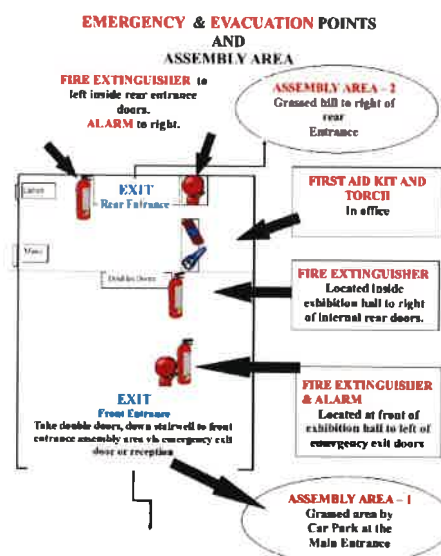 EMERGENCY & EVACUATION POINTS
AND
ASSEMBLY AREA
FIRE EXTINGUISHER to
left inside rear entrance
doors.
ALARM to right.
ASSEMBLY AREA – 2
Grassed hill to right of
rear
Entrance
EXIT
Rear Entrance
FIRST AID KIT AND
TORCH
In office
Double Doors
FIRE EXTINGUISHER
Located inside
exhibition hall to right
of internal rear doors.
FIRE EXTINGUISHER
& ALARM
Located at front of
exhibition hall to left of
emergency exit doors
EXIT
Front Entrance
Take double doors, down stairwell to front
entrance assembly area via emergency exit
door or reception
ASSEMBLY AREA – 1
Grassed area by
Car Park at the
Main Entrance